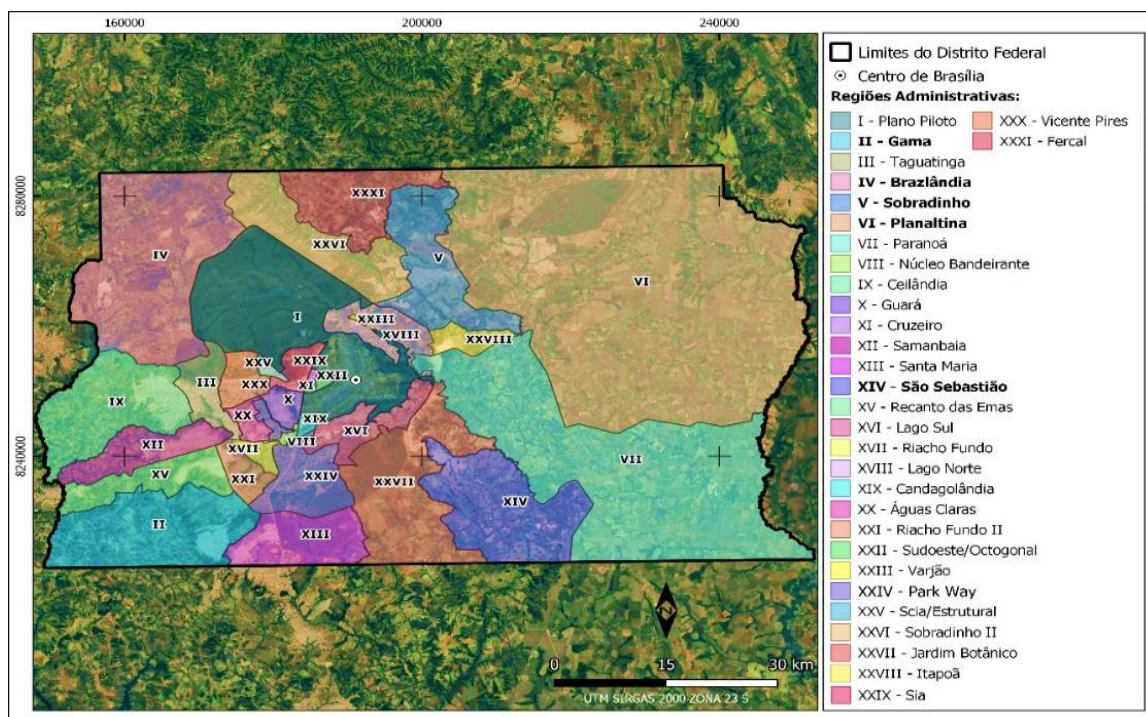 160000 200000 240000
8280000
8240000
XXXI
IV
XXVI
V
VI
I
XXIII
XVIII
XXVIII
XXV
XXIX
XXII
III
XXX
XI
IX
X
XX
XIX
XVI
XII
XVII
VIII
VII
XV
XXI
XXIV
XXVII
XIV
II
XIII
N
0 15 30 km
UTM SIRGAS 2000 ZONA 23 S
Limites do Distrito Federal
Centro de Brasília
Regiões Administrativas:
I - Plano Piloto
II - Gama
III - Taguatinga
IV - Brazlândia
V - Sobradinho
VI - Planaltina
VII - Paranoá
VIII - Núcleo Bandeirante
IX - Ceilândia
X - Guará
XI - Cruzeiro
XII - Samanbaia
XIII - Santa Maria
XIV - São Sebastião
XV - Recanto das Emas
XVI - Lago Sul
XVII - Riacho Fundo
XVIII - Lago Norte
XIX - Candagolândia
XX - Águas Claras
XXI - Riacho Fundo II
XXII - Sudoeste/Octogonal
XXIII - Varjão
XXIV - Park Way
XXV - Scia/Estrutural
XXVI - Sobradinho II
XXVII - Jardim Botânico
XXVIII - Itapoã
XXIX - Sia
XXX - Vicente Pires
XXXI - Fercal